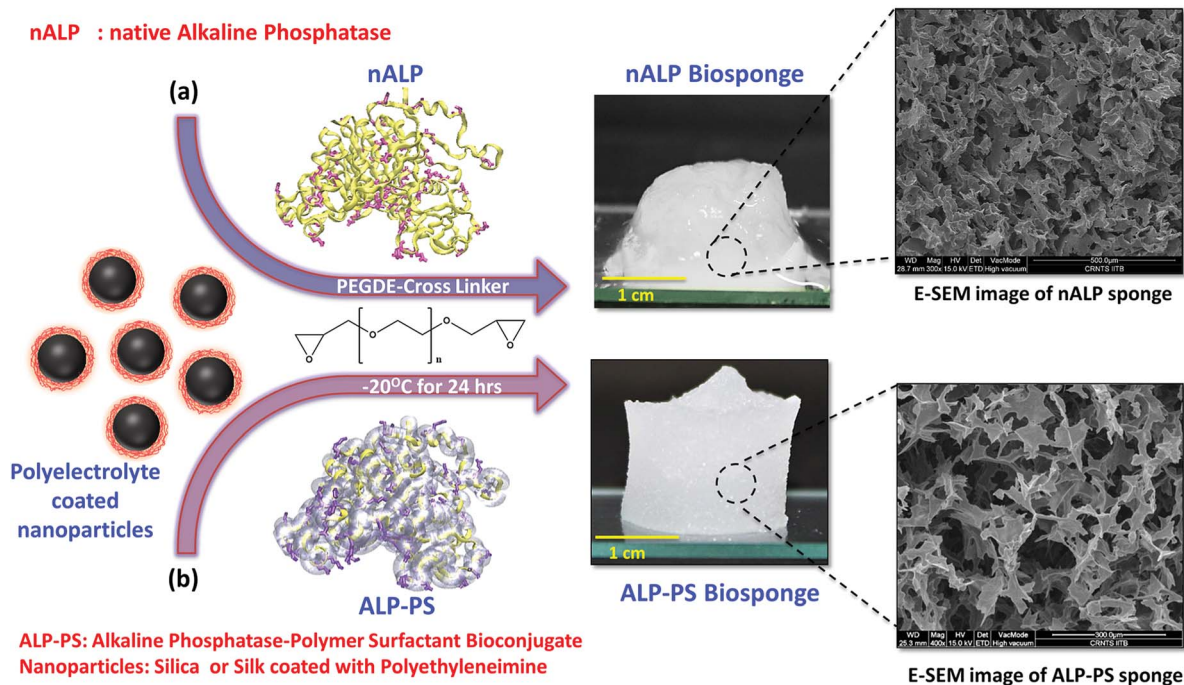 nALP : native Alkaline Phosphatase
(a)
nALP
nALP Biosponge
1 cm
WD Mag HV Det VacMode
28.7 mm 300x 15.0 kV ETD High vacuum
500.0µm
CRNTS IITB
E-SEM image of nALP sponge
PEGDE-Cross Linker
O
O
O
O
n
-20ᴼC for 24 hrs
Polyelectrolyte
coated
nanoparticles
(b)
ALP-PS
1 cm
ALP-PS Biosponge
WD Mag HV Det VacMode
25.3 mm 400x 15.0 kV ETD High vacuum
300.0µm
CRNTS IITB
E-SEM image of ALP-PS sponge
ALP-PS: Alkaline Phosphatase-Polymer Surfactant Bioconjugate
Nanoparticles: Silica or Silk coated with Polyethyleneimine